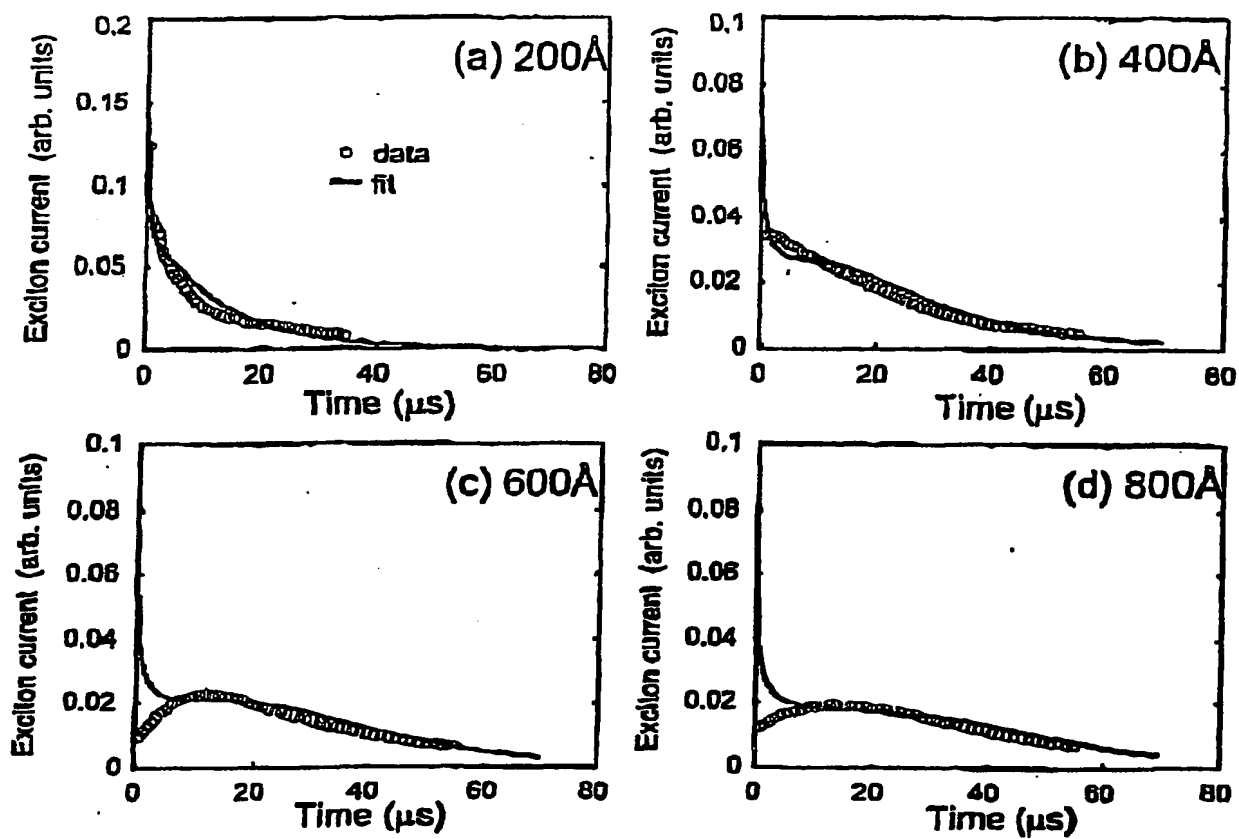 (a) 200Å
Exciton current (arb. units)
0.2
0.15
0.1
0.05
0
data
fit
0 20 40 60 80
Time (µs)
(b) 400Å
Exciton current (arb. units)
0.1
0.08
0.06
0.04
0.02
0
0 20 40 60 80
Time (µs)
(c) 600Å
Exciton current (arb. units)
0.1
0.08
0.06
0.04
0.02
0
0 20 40 60 80
Time (µs)
(d) 800Å
Exciton current (arb. units)
0.1
0.08
0.06
0.04
0.02
0
0 20 40 60 80
Time (µs)